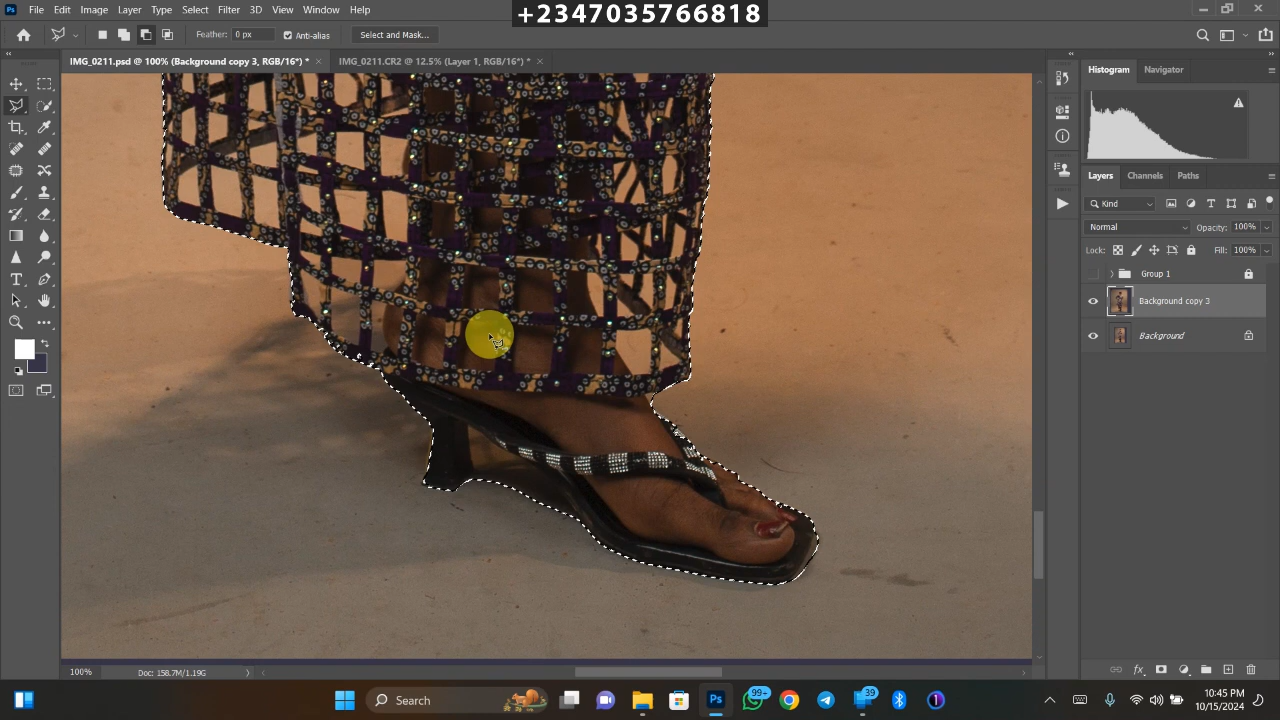 +2347035766818
File Edit Image Layer Type Select Filter 3D View Window Help
Feather: 0 px Anti-alias Select and Mask...
IMG_0211.psd @ 100% (Background copy 3, RGB/16*) * × IMG_0211.CR2 @ 12.5% (Layer 1, RGB/16*) * ×
Histogram Navigator
Layers Channels Paths
Kind
Normal Opacity: 100%
Lock: Fill: 100%
Group 1
Background copy 3
Background
100% Doc: 158.7M/1.19G
Search 99+ 39 10:45 PM
10/15/2024